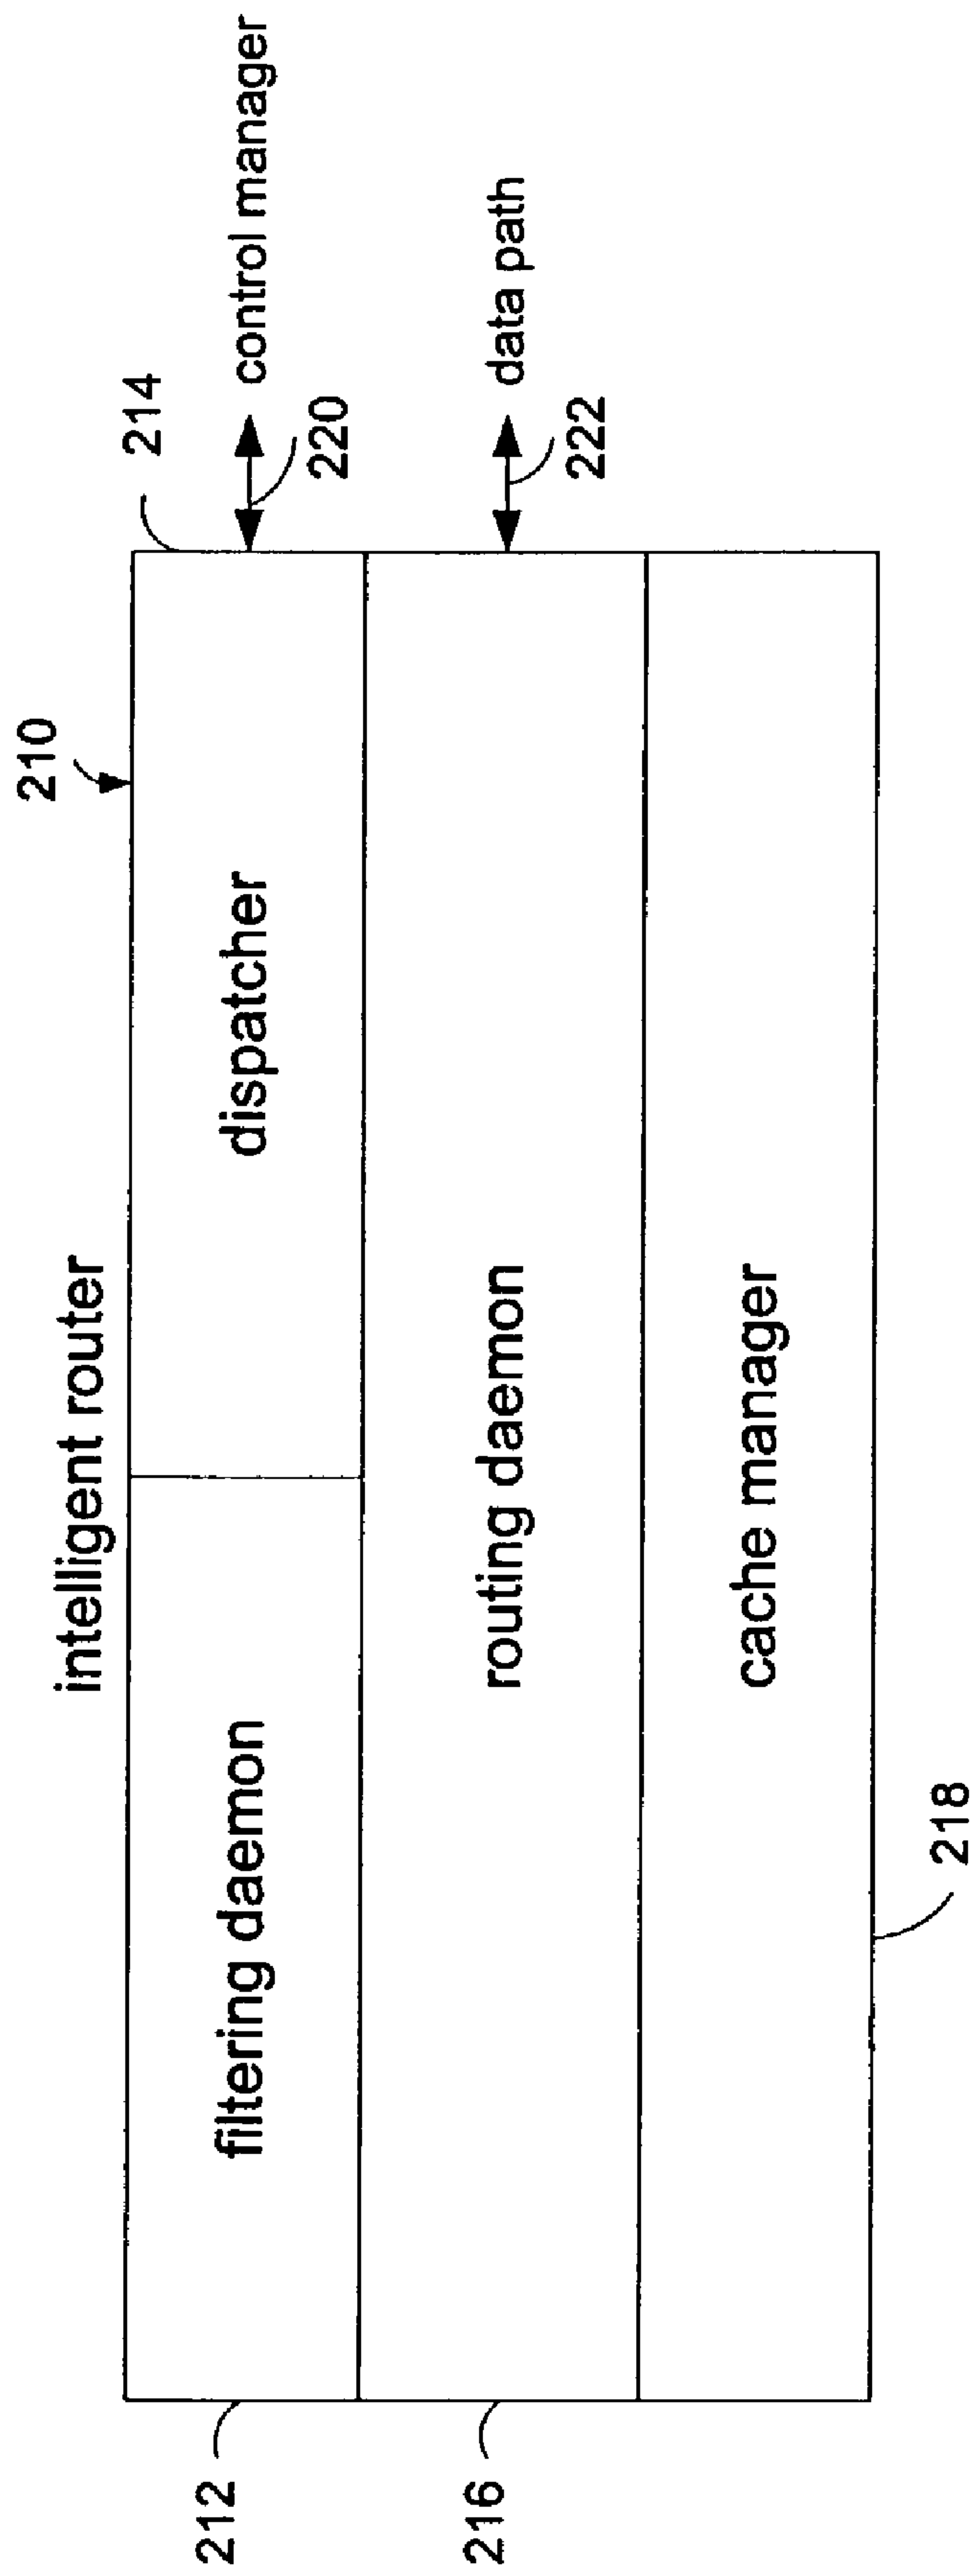 intelligent router
210
filtering daemon
dispatcher
212
214
control manager
220
routing daemon
216
data path
222
cache manager
218